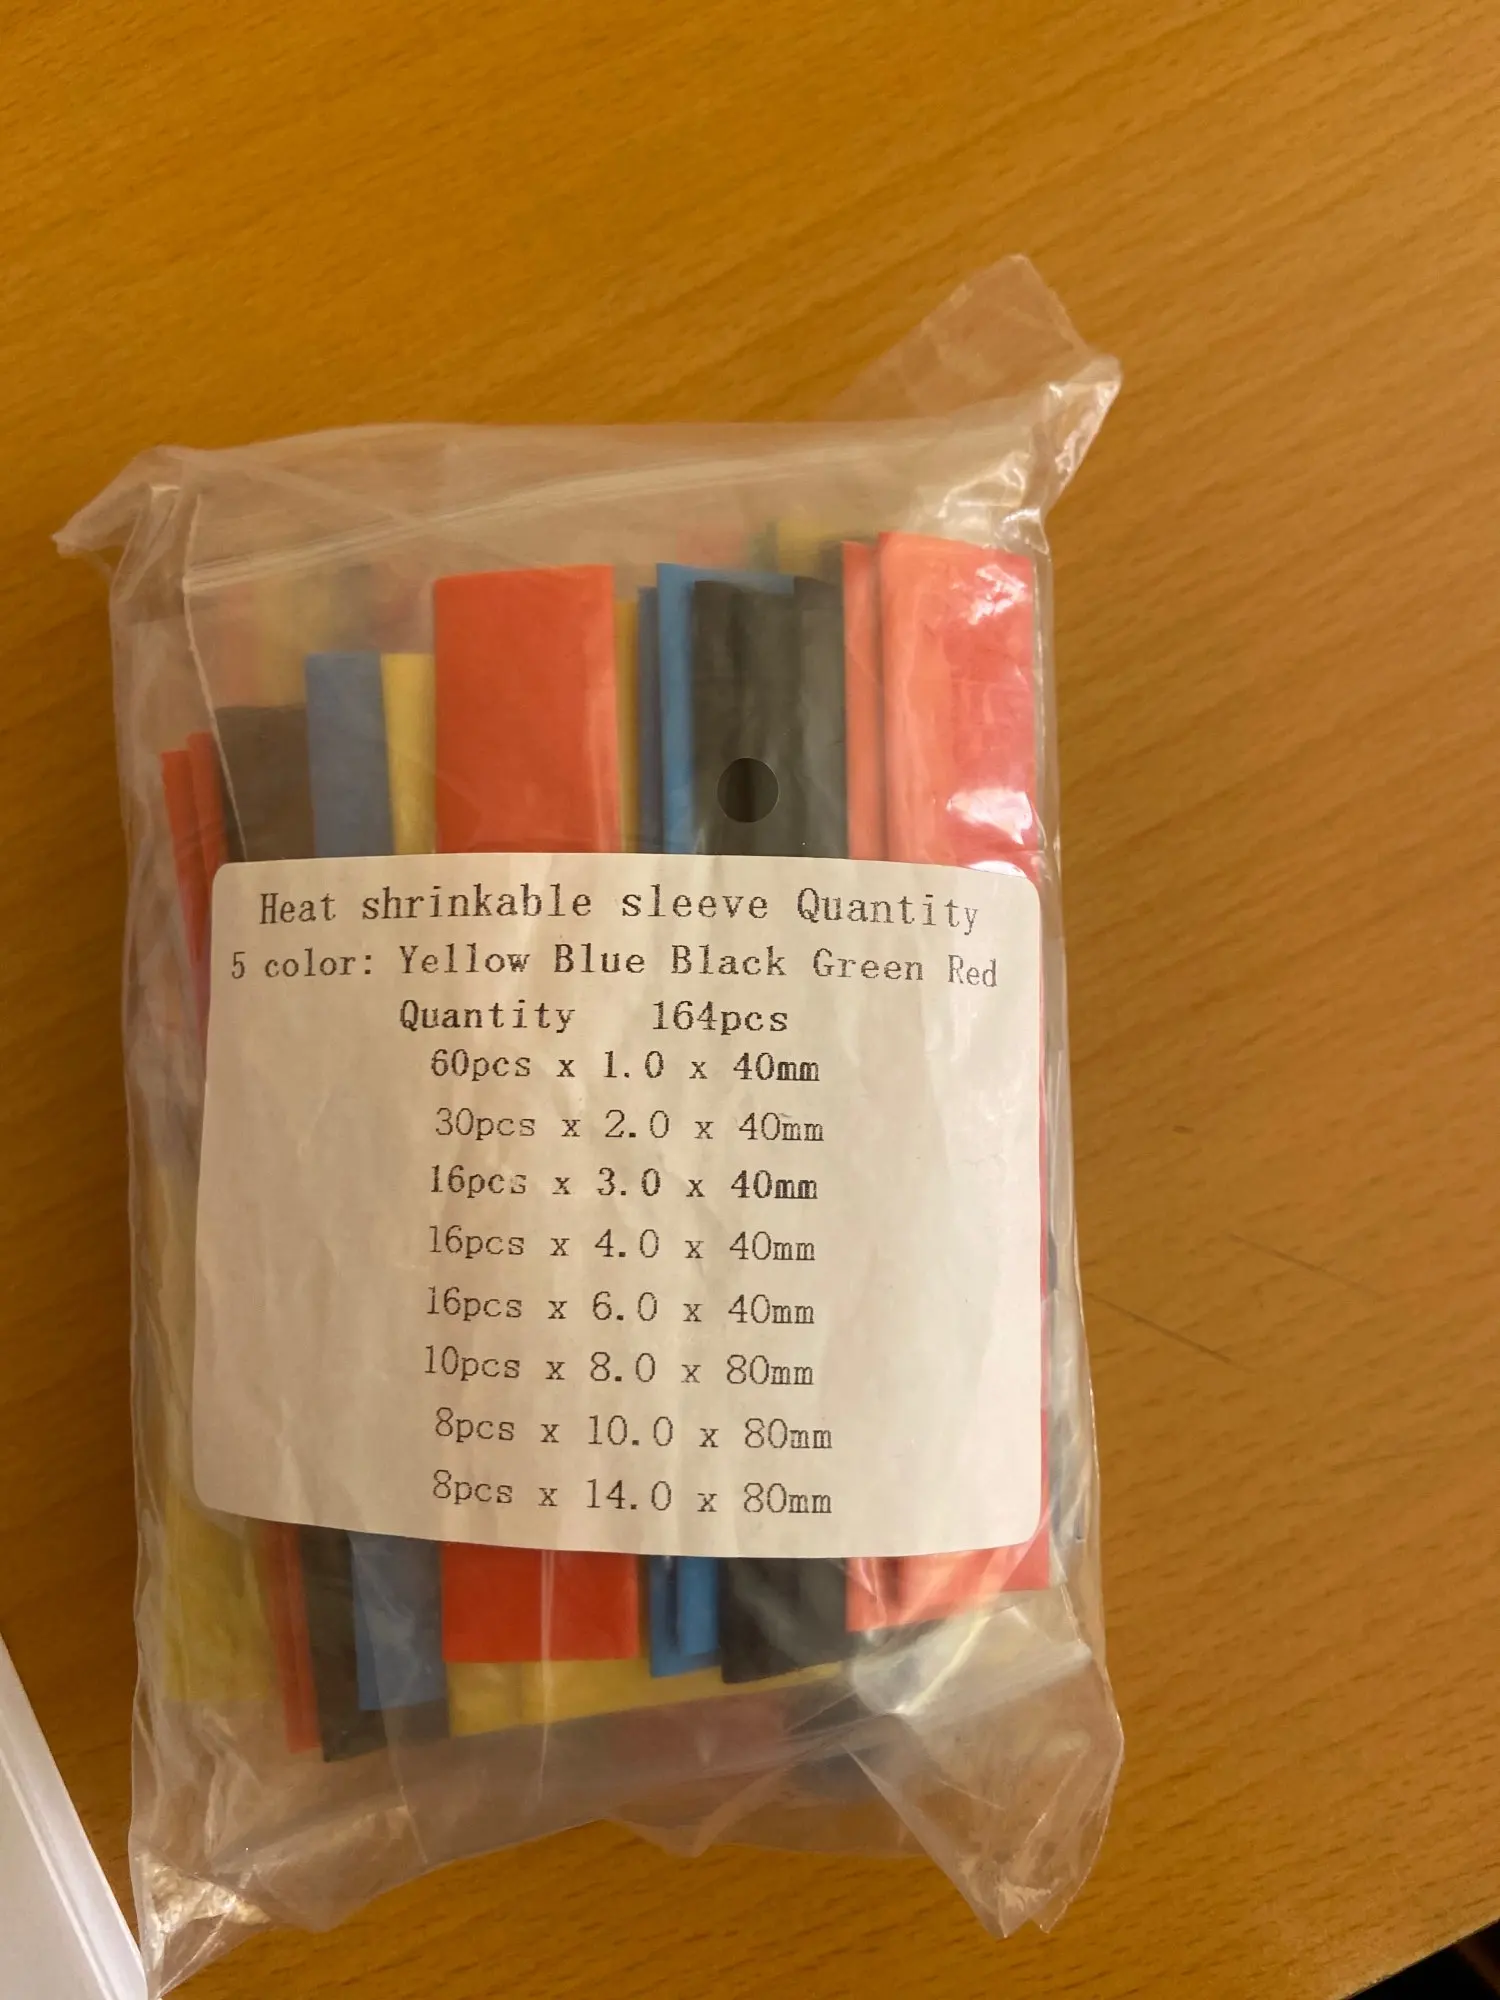 Heat shrinkable sleeve Quantity
5 color: Yellow Blue Black Green Red
Quantity 164pcs
60pcs x 1.0 x 40mm
30pcs x 2.0 x 40mm
16pcs x 3.0 x 40mm
16pcs x 4.0 x 40mm
16pcs x 6.0 x 40mm
10pcs x 8.0 x 80mm
8pcs x 10.0 x 80mm
8pcs x 14.0 x 80mm